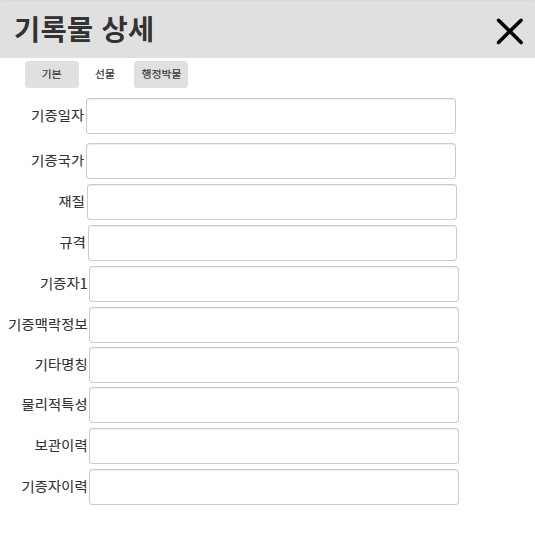 기록물 상세
기본 선물 행정박물
기증일자
기증국가
재질
규격
기증자1
기증맥락정보
기타명칭
물리적특성
보관이력
기증자이력